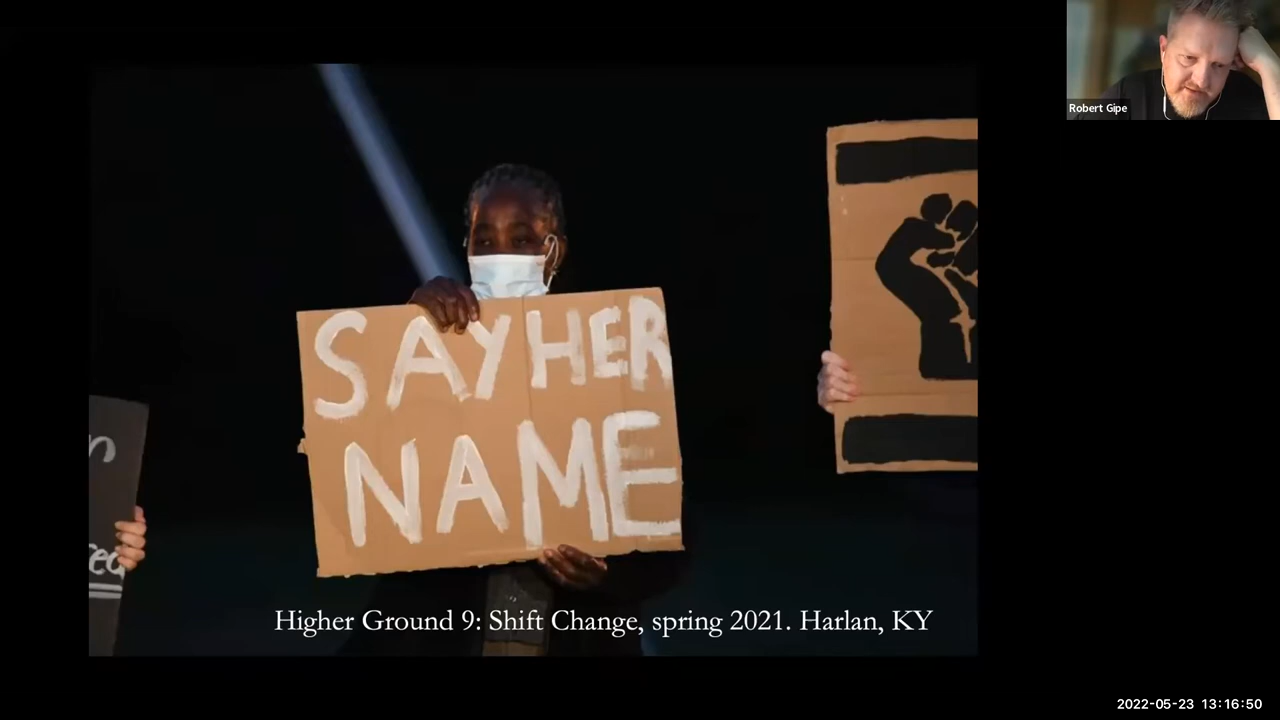 Robert Gipe
SAY HER
NAME
Higher Ground 9: Shift Change, spring 2021. Harlan, KY
2022-05-23 13:16:50